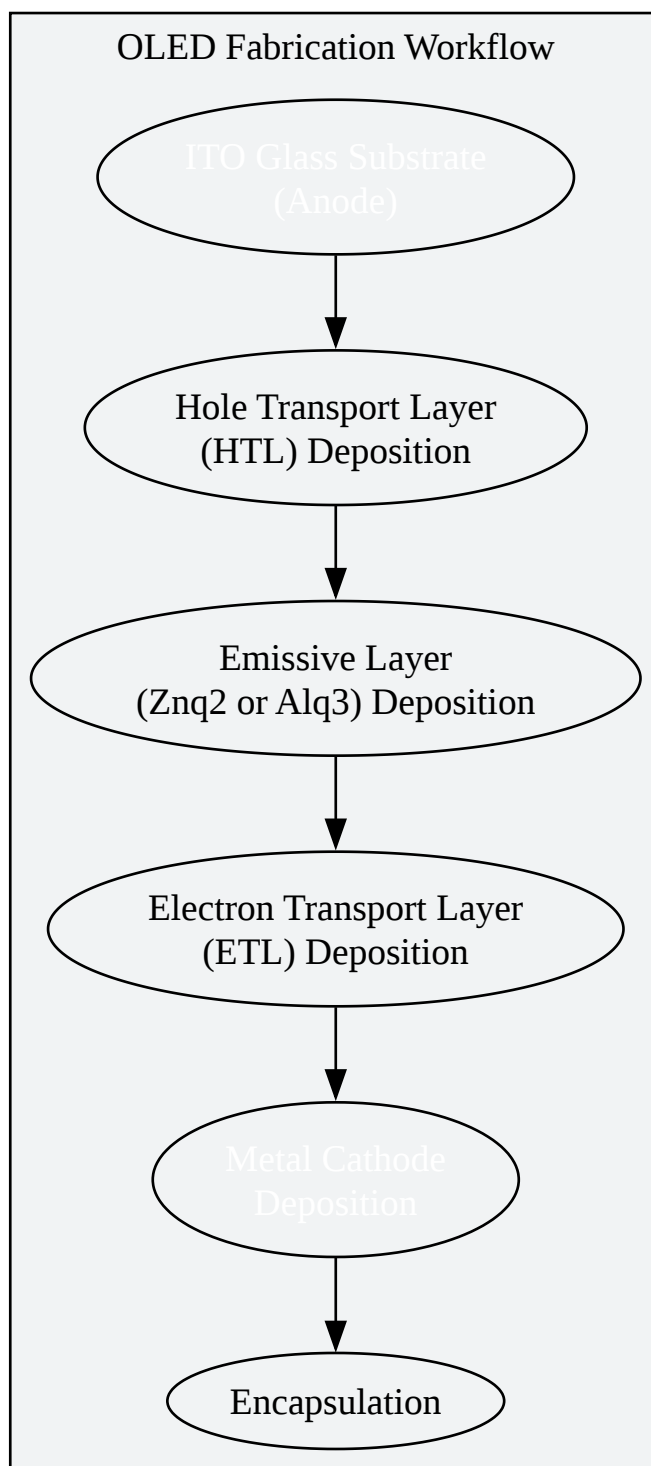 OLED Fabrication Workflow
ITO Glass Substrate
(Anode)
Hole Transport Layer
(HTL) Deposition
Emissive Layer
(Znq2 or Alq3) Deposition
Electron Transport Layer
(ETL) Deposition
Metal Cathode
Deposition
Encapsulation